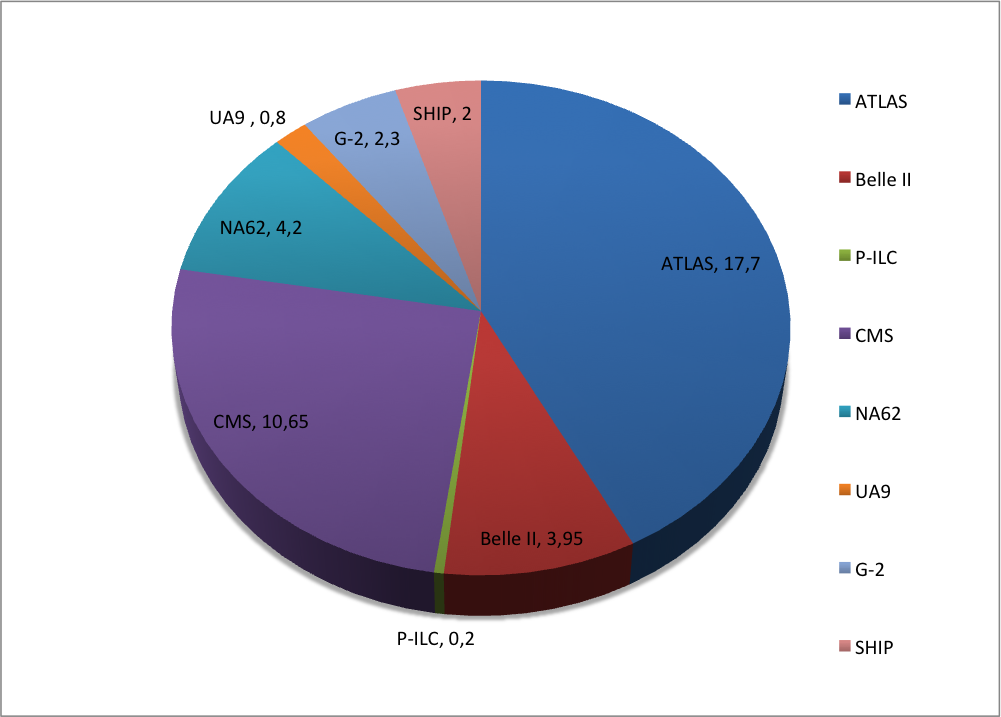 SHIP, 2
UA9 , 0,8
G-2, 2,3
NA62, 4,2
ATLAS, 17,7
CMS, 10,65
Belle II, 3,95
P-ILC, 0,2
ATLAS
Belle II
P-ILC
CMS
NA62
UA9
G-2
SHIP